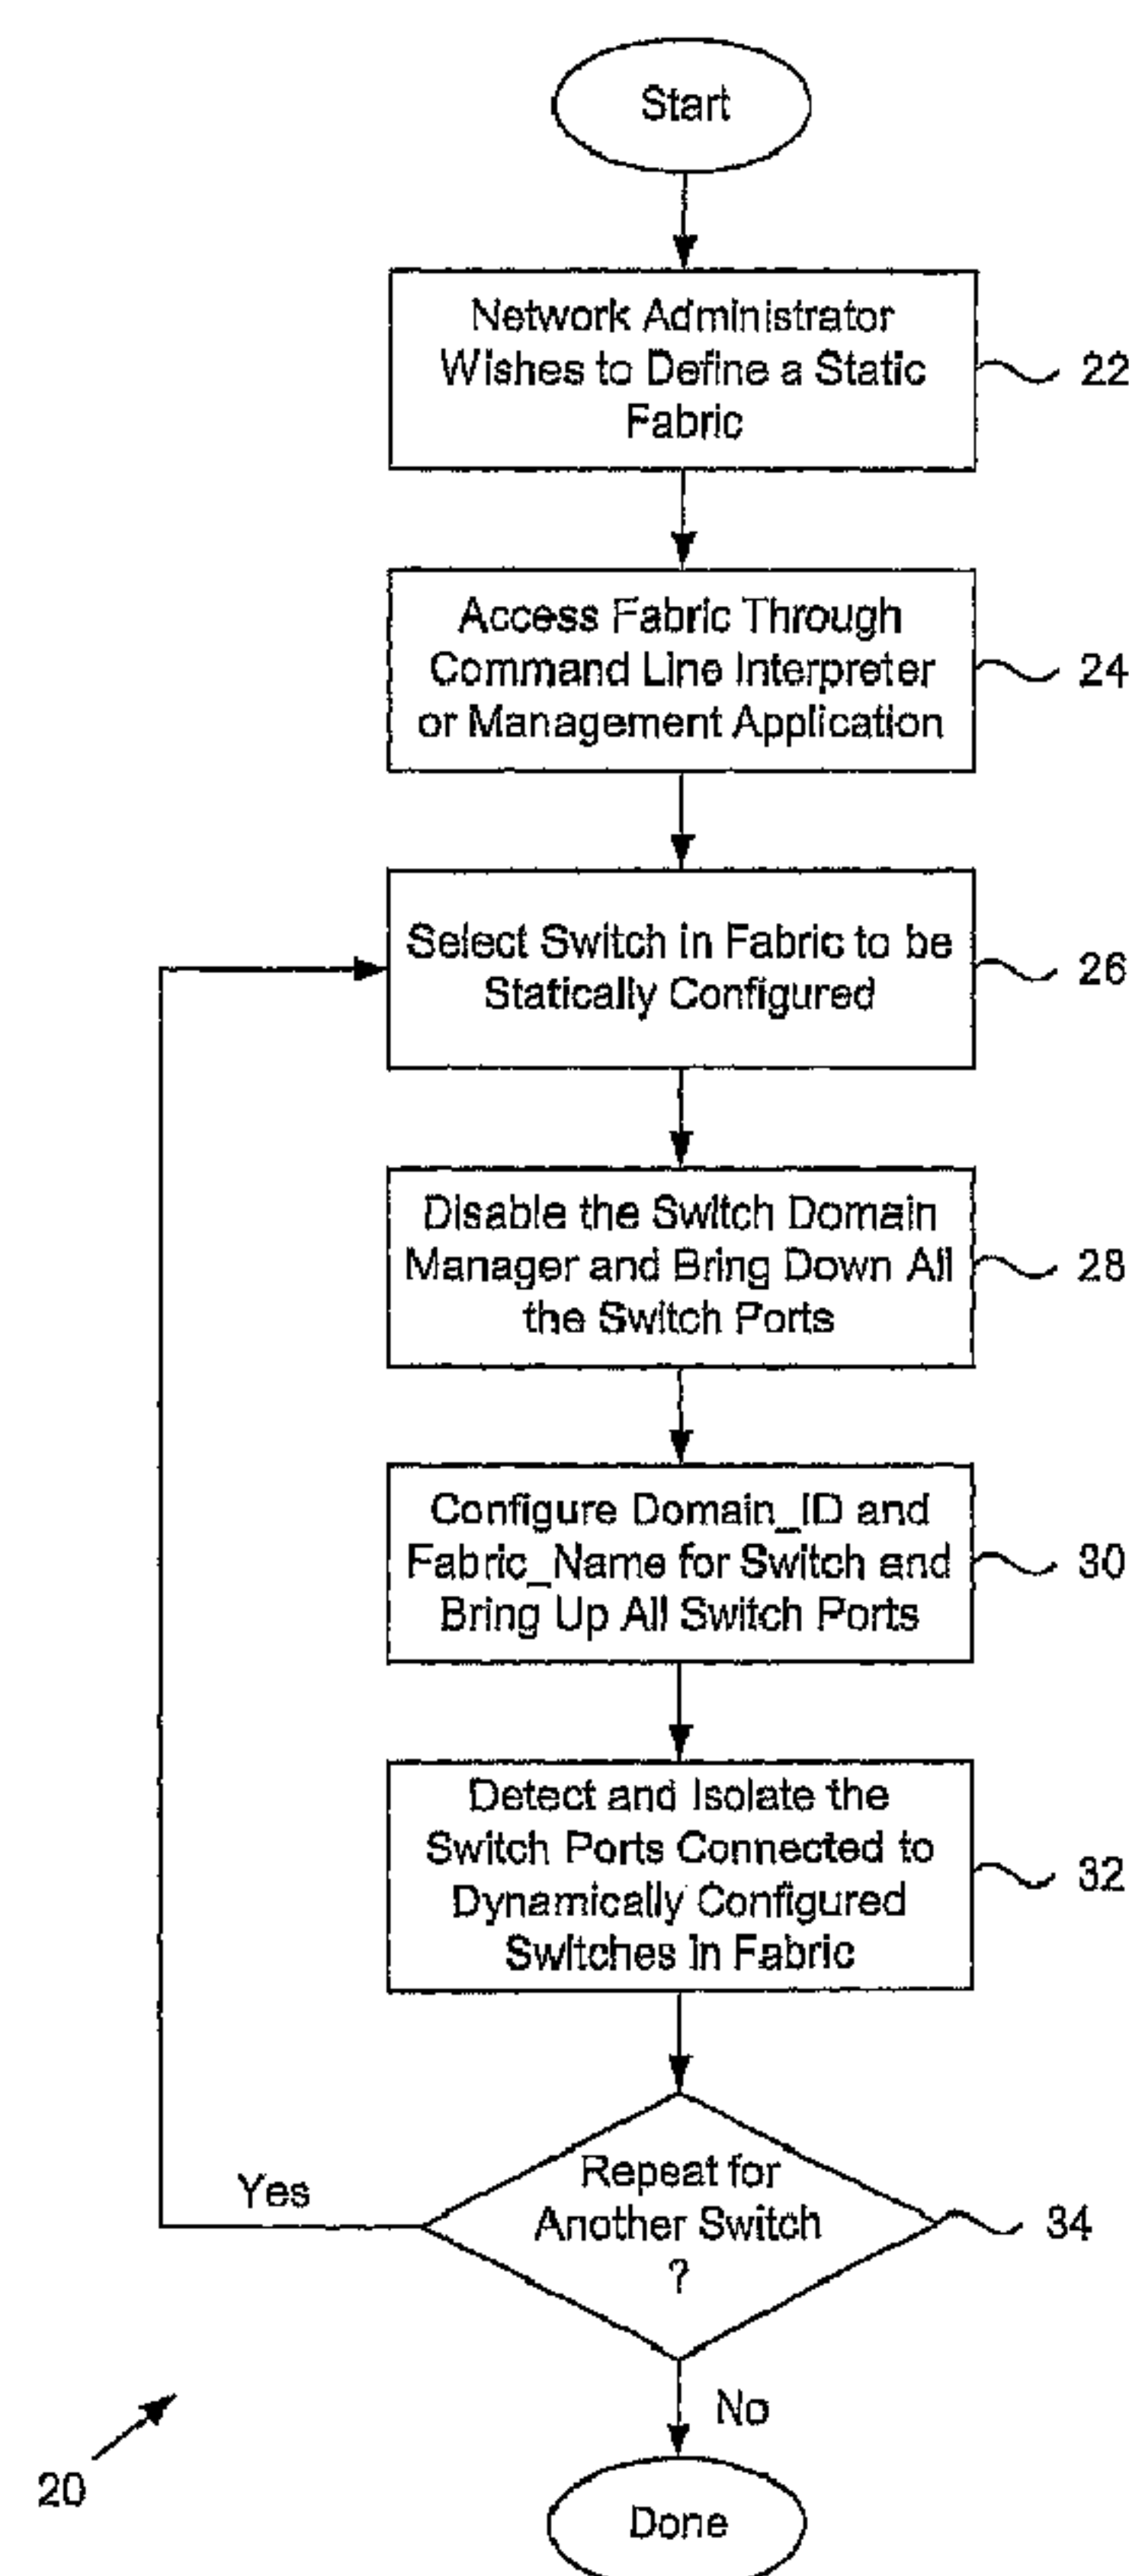 Start
Network Administrator
Wishes to Define a Static
Fabric
22
Access Fabric Through
Command Line Interpreter
or Management Application
24
Select Switch in Fabric to be
Statically Configured
26
Disable the Switch Domain
Manager and Bring Down All
the Switch Ports
28
Configure Domain_ID and
Fabric_Name for Switch and
Bring Up All Switch Ports
30
Detect and Isolate the
Switch Ports Connected to
Dynamically Configured
Switches in Fabric
32
Repeat for
Another Switch
?
34
Yes
No
20
Done